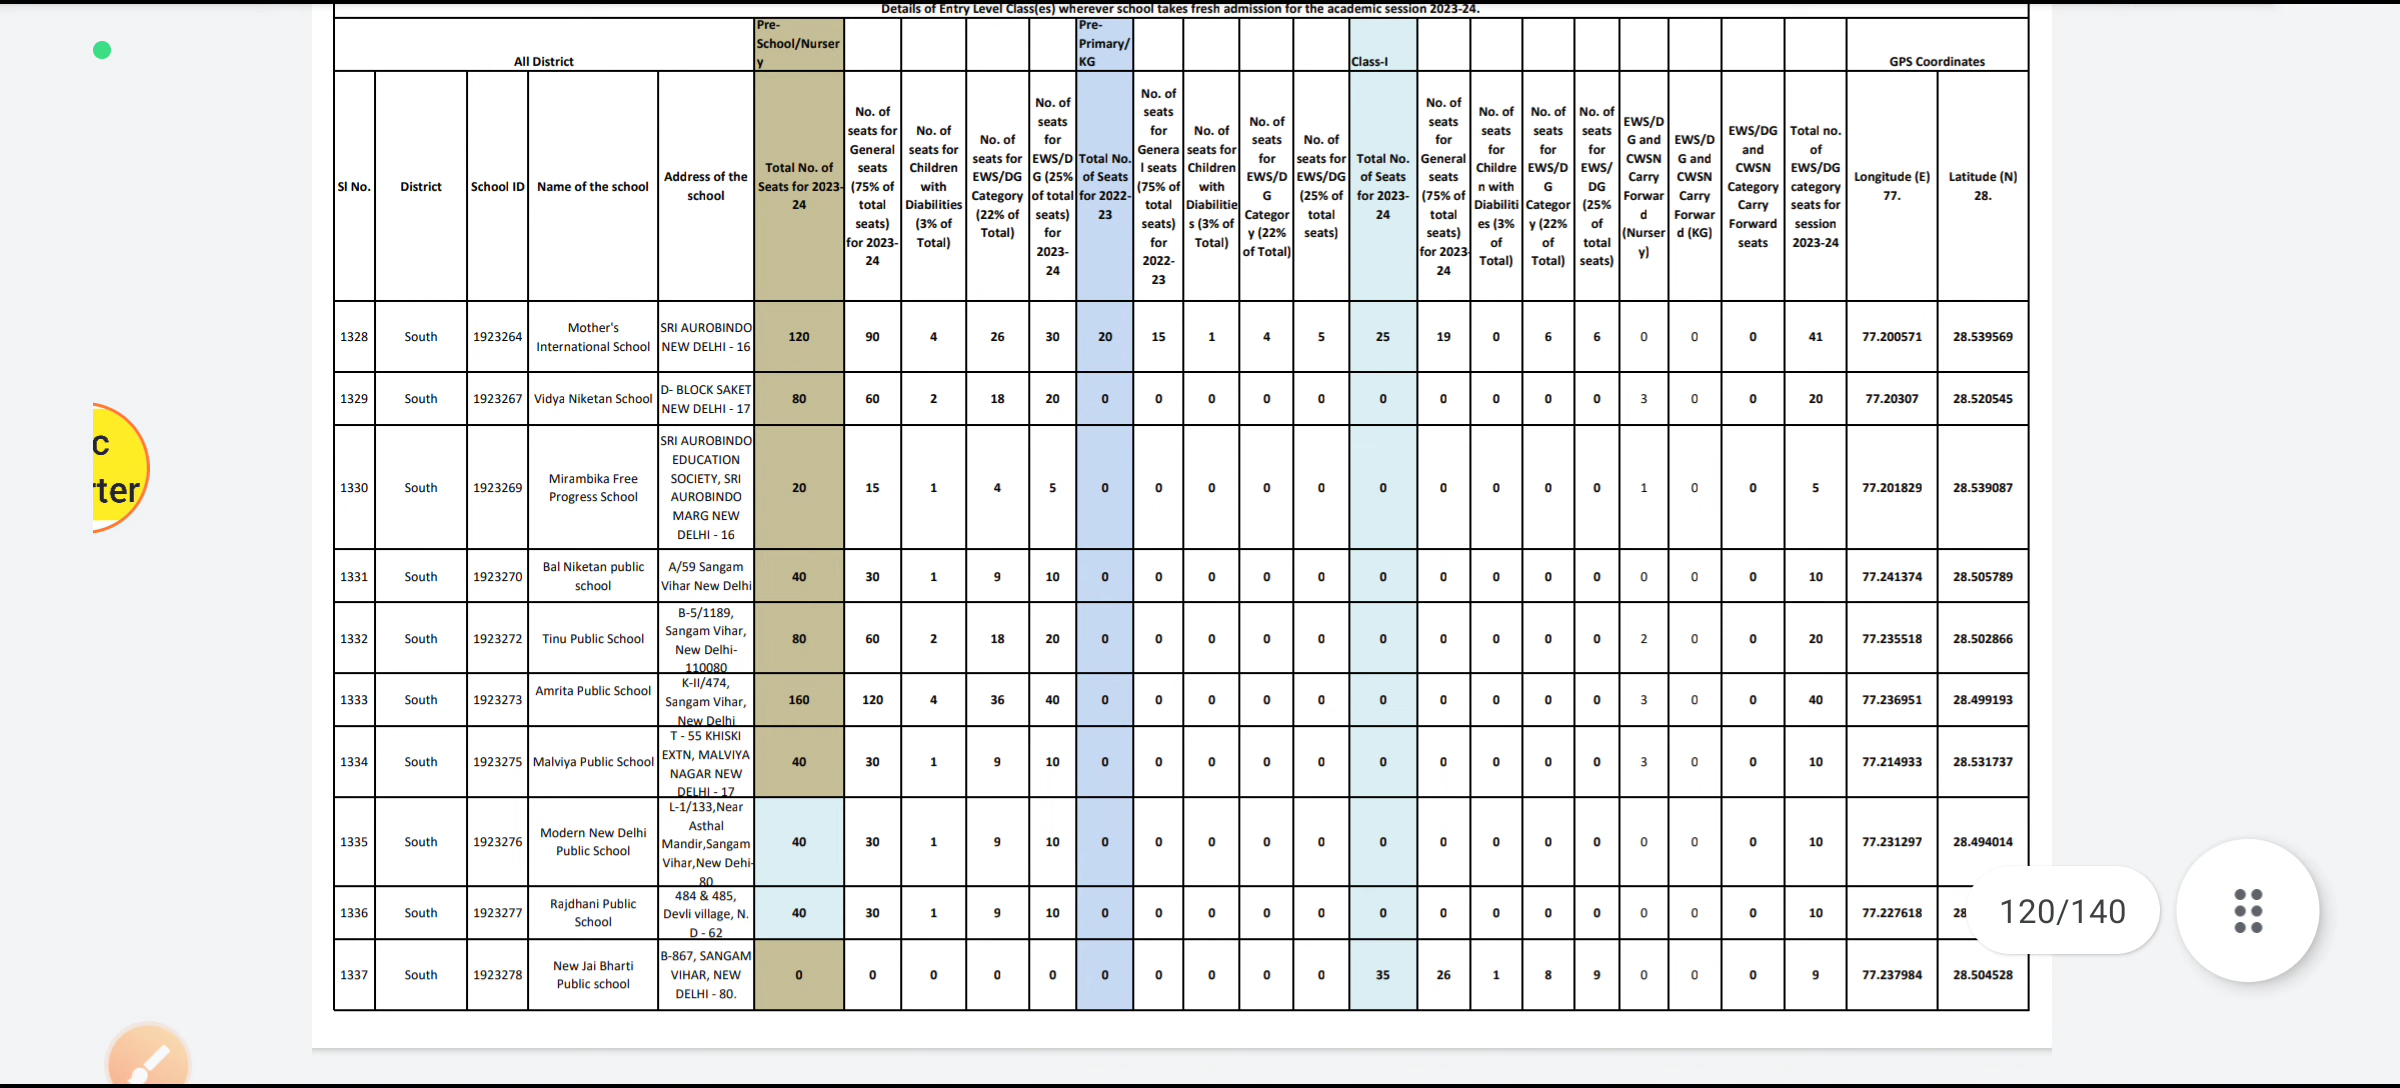 Details of Entry Level Class(es) wherever school takes fresh admission for the academic session 2023-24.
All District Pre-School/Nursery Pre-Primary/KG Class-I GPS Coordinates
Sl No. District School ID Name of the school Address of the school Total No. of Seats for 2023-24 No. of seats for General seats (75% of total seats) for 2023-24 No. of seats for Children with Diabilities (3% of Total) No. of seats for EWS/DG Category (22% of Total) No. of seats for EWS/DG (25% of total seats) for 2023-24 Total No. of Seats for 2022-23 No. of seats for General seats (75% of total seats) for 2022-23 No. of seats for Children with Diabilities (3% of Total) No. of seats for EWS/DG Category (22% of Total) No. of seats for EWS/DG (25% of total seats) Total No. of Seats for 2023-24 No. of seats for General seats (75% of total seats) for 2023-24 No. of seats for Children with Diabilities (3% of Total) No. of seats for EWS/DG Category (22% of Total) No. of seats for EWS/DG (25% of total seats) EWS/DG and CWSN Carry Forward (Nursery) EWS/DG and CWSN Carry Forward (KG) EWS/DG and CWSN Category Carry Forward seats Total no. of EWS/DG category seats for session 2023-24 Longitude (E) 77. Latitude (N) 28.
1328 South 1923264 Mother's International School SRI AUROBINDO NEW DELHI - 16 120 90 4 26 30 20 15 1 4 5 25 19 0 6 6 0 0 0 41 77.200571 28.539569
1329 South 1923267 Vidya Niketan School D- BLOCK SAKET NEW DELHI - 17 80 60 2 18 20 0 0 0 0 0 0 0 0 0 0 3 0 0 20 77.20307 28.520545
1330 South 1923269 Mirambika Free Progress School SRI AUROBINDO EDUCATION SOCIETY, SRI AUROBINDO MARG NEW DELHI - 16 20 15 1 4 5 0 0 0 0 0 0 0 0 0 0 1 0 0 5 77.201829 28.539087
1331 South 1923270 Bal Niketan public school A/59 Sangam Vihar New Delhi 40 30 1 9 10 0 0 0 0 0 0 0 0 0 0 0 0 0 10 77.241374 28.505789
1332 South 1923272 Tinu Public School B-5/1189, Sangam Vihar, New Delhi-110080 80 60 2 18 20 0 0 0 0 0 0 0 0 0 0 2 0 0 20 77.235518 28.502866
1333 South 1923273 Amrita Public School K-II/474, Sangam Vihar, New Delhi 160 120 4 36 40 0 0 0 0 0 0 0 0 0 0 3 0 0 40 77.236951 28.499193
1334 South 1923275 Malviya Public School T - 55 KHISKI EXTN, MALVIYA NAGAR NEW DELHI - 17 40 30 1 9 10 0 0 0 0 0 0 0 0 0 0 3 0 0 10 77.214933 28.531737
1335 South 1923276 Modern New Delhi Public School L-1/133,Near Asthal Mandir,Sangam Vihar,New Dehi-80 40 30 1 9 10 0 0 0 0 0 0 0 0 0 0 0 0 0 10 77.231297 28.494014
1336 South 1923277 Rajdhani Public School 484 & 485, Devli village, N. D - 62 40 30 1 9 10 0 0 0 0 0 0 0 0 0 0 0 0 0 10 77.227618 28
1337 South 1923278 New Jai Bharti Public school B-867, SANGAM VIHAR, NEW DELHI - 80. 0 0 0 0 0 0 0 0 0 0 35 26 1 8 9 0 0 0 9 77.237984 28.504528
120/140
c
ter